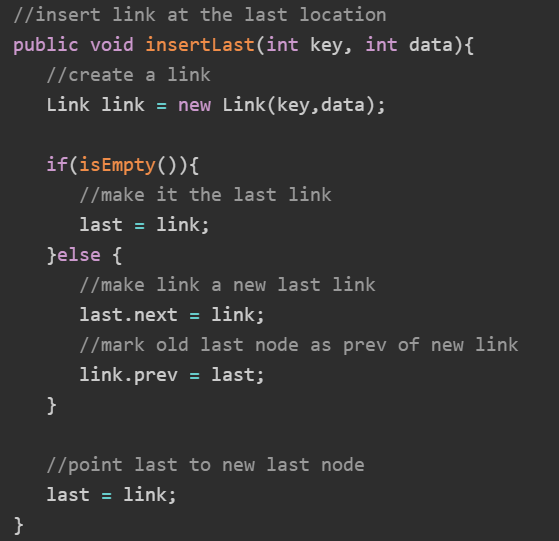 //insert link at the last location
public void insertLast(int key, int data){
   //create a link
   Link link = new Link(key,data);

   if(isEmpty()){
      //make it the last link
      last = link;
   }else {
      //make link a new last link
      last.next = link;
      //mark old last node as prev of new link
      link.prev = last;
   }

   //point last to new last node
   last = link;
}